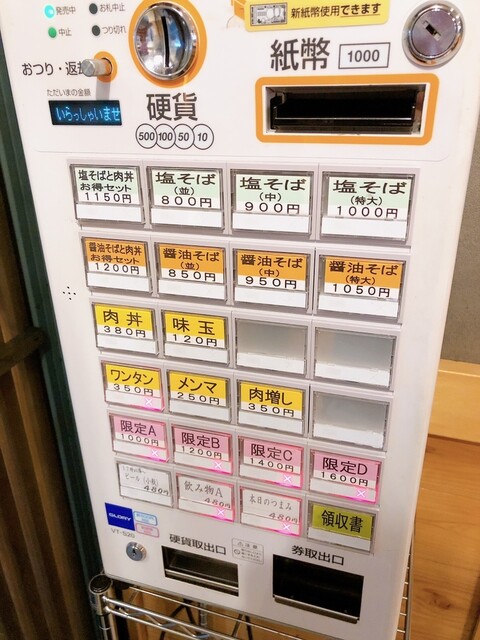 発売中
お札中止
中止
つり切れ
新紙幣使用できます
おつり・返却
ただいまの金額
いらっしゃいませ
硬貨
500 100 50 10
紙幣 1000
塩そばと肉丼
お得セット
1150円
塩そば
(並)
800円
塩そば
(中)
900円
塩そば
(特大)
1000円
醤油そばと肉丼
お得セット
1200円
醤油そば
(並)
850円
醤油そば
(中)
950円
醤油そば
(特大)
1050円
肉丼
380円
味玉
120円
ワンタン
350円
メンマ
250円
肉増し
350円
限定A
1000円
限定B
1200円
限定C
1400円
限定D
1600円
ビール(小瓶)
480円
飲み物A
480円
本日のつまみ
480円
領収書
GLORY
VT-S20
硬貨取出口
券取出口